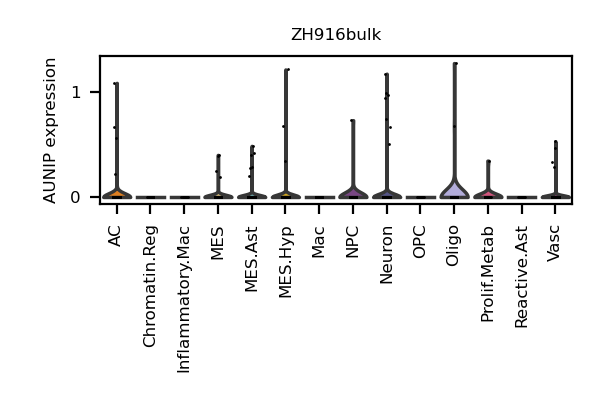 ZH916bulk
AUNIP expression
1
0
AC
Chromatin.Reg
Inflammatory.Mac
MES
MES.Ast
MES.Hyp
Mac
NPC
Neuron
OPC
Oligo
Prolif.Metab
Reactive.Ast
Vasc